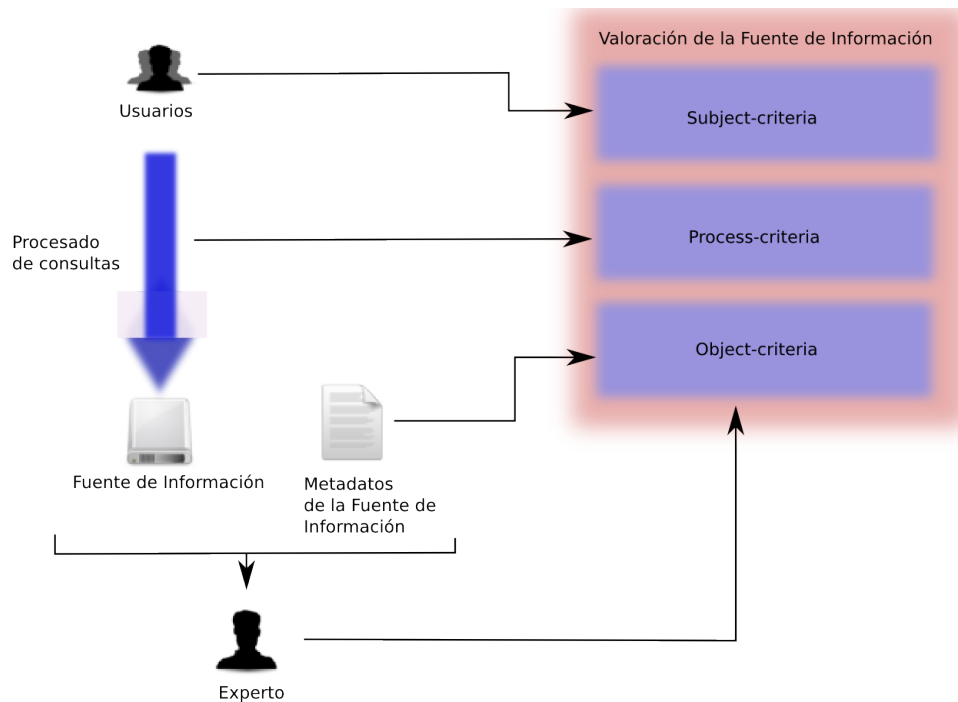 Valoración de la Fuente de Información
Usuarios
Subject-criteria
Procesado
de consultas
Process-criteria
Object-criteria
Fuente de Información
Metadatos
de la Fuente de
Información
Experto